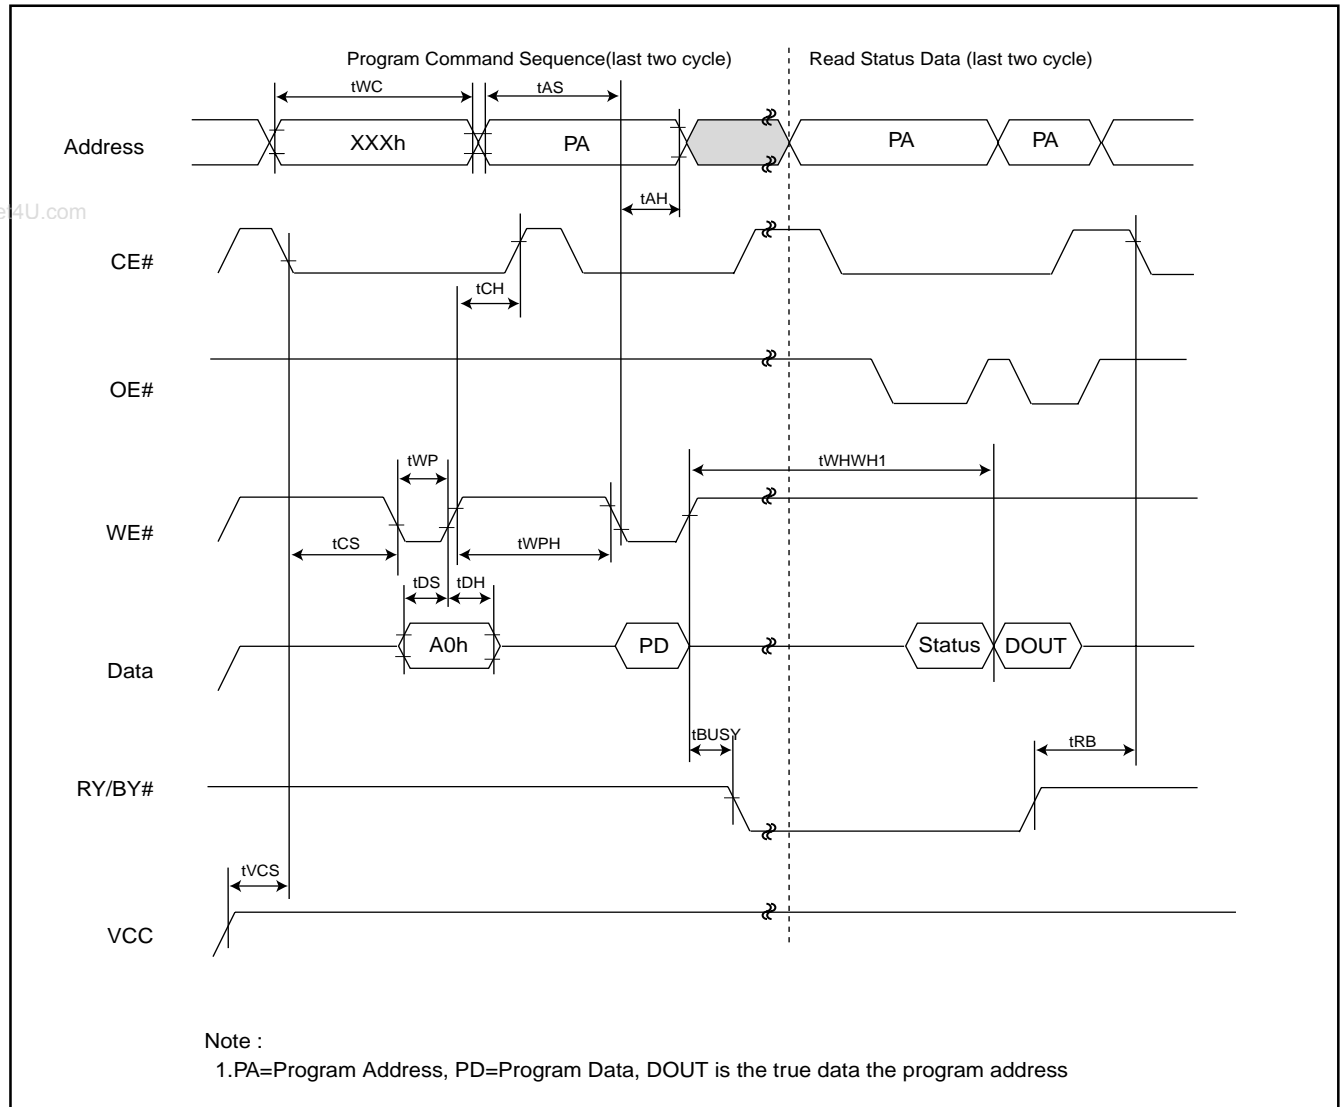 Program Command Sequence(last two cycle)
Read Status Data (last two cycle)
tWC
tAS
Address
XXXh
PA
PA
PA
tAH
et4U.com
CE#
tCH
OE#
tWP
tWHWH1
WE#
tCS
tWPH
tDS
tDH
A0h
PD
Status
DOUT
Data
tBUSY
tRB
RY/BY#
tVCS
VCC
Note :
1.PA=Program Address, PD=Program Data, DOUT is the true data the program address